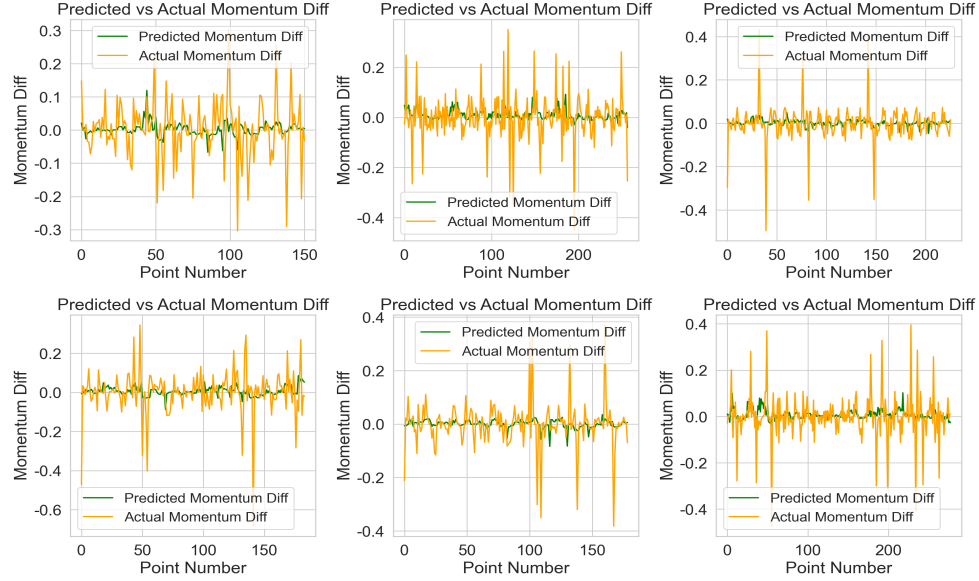 Predicted vs Actual Momentum Diff
Predicted Momentum Diff
Actual Momentum Diff
0.3
0.2
0.1
0.0
-0.1
-0.2
-0.3
Momentum Diff
0
50
100
150
Point Number
Predicted vs Actual Momentum Diff
0.2
0.0
-0.2
-0.4
Momentum Diff
Predicted Momentum Diff
Actual Momentum Diff
0
100
200
Point Number
Predicted vs Actual Momentum Diff
Predicted Momentum Diff
Actual Momentum Diff
0.4
0.2
0.0
-0.2
-0.4
Momentum Diff
0
50
100
150
200
Point Number
Predicted vs Actual Momentum Diff
0.2
0.0
-0.2
-0.4
-0.6
Momentum Diff
Predicted Momentum Diff
Actual Momentum Diff
0
50
100
150
Point Number
Predicted vs Actual Momentum Diff
Predicted Momentum Diff
Actual Momentum Diff
0.4
0.2
0.0
-0.2
-0.4
Momentum Diff
0
50
100
150
Point Number
Predicted vs Actual Momentum Diff
0.4
0.2
0.0
-0.2
-0.4
Momentum Diff
Predicted Momentum Diff
Actual Momentum Diff
0
100
200
Point Number